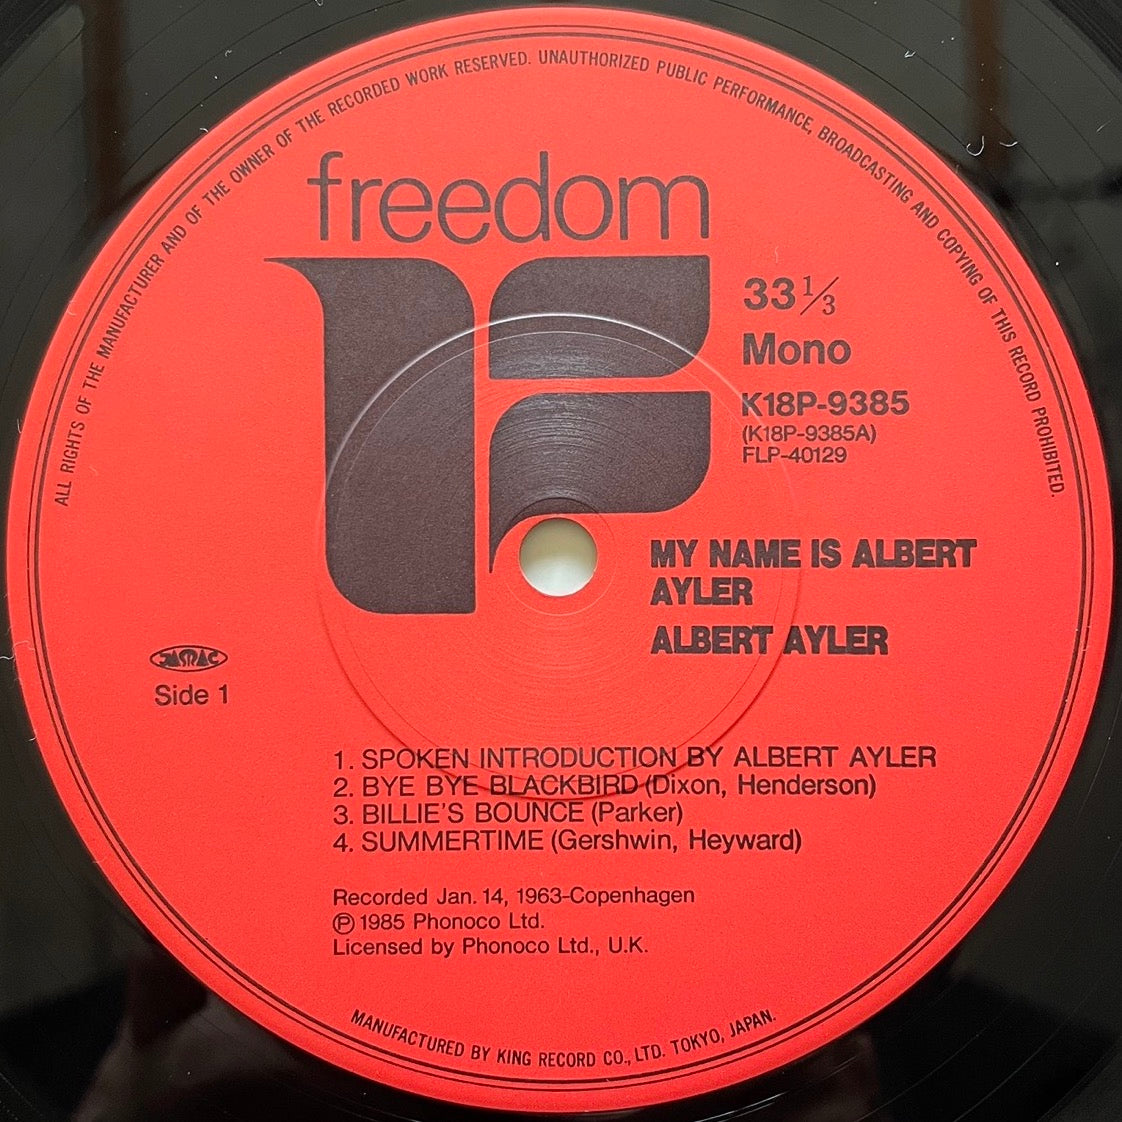 ALL RIGHTS OF THE MANUFACTURER AND OF THE OWNER OF THE RECORDED WORK RESERVED. UNAUTHORIZED PUBLIC PERFORMANCE, BROADCASTING AND COPYING OF THIS RECORD PROHIBITED.
freedom
33 1/3
Mono
K18P-9385
(K18P-9385A)
FLP-40129
MY NAME IS ALBERT
AYLER
ALBERT AYLER
JASRAC
Side 1
1. SPOKEN INTRODUCTION BY ALBERT AYLER
2. BYE BYE BLACKBIRD (Dixon, Henderson)
3. BILLIE'S BOUNCE (Parker)
4. SUMMERTIME (Gershwin, Heyward)
Recorded Jan. 14, 1963-Copenhagen
Ⓟ 1985 Phonoco Ltd.
Licensed by Phonoco Ltd., U.K.
MANUFACTURED BY KING RECORD CO., LTD. TOKYO, JAPAN.